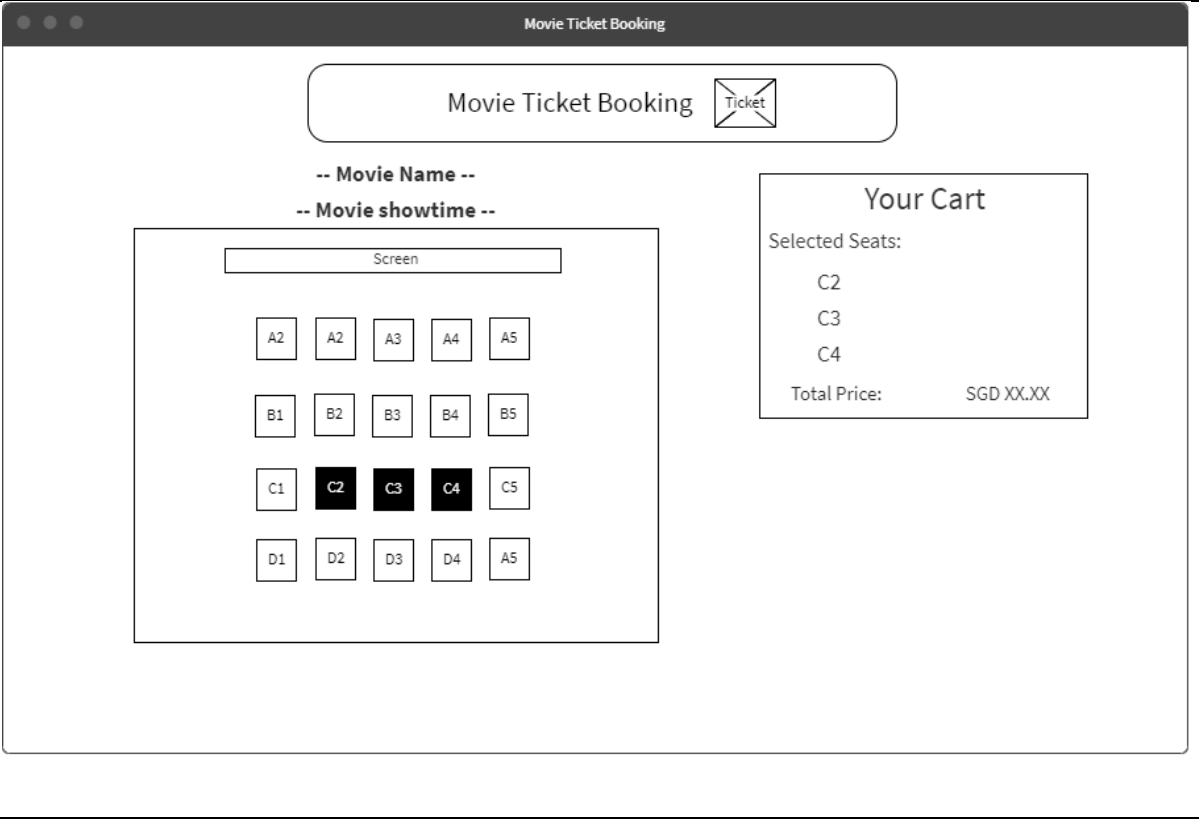 Movie Ticket Booking
Movie Ticket Booking Ticket
-- Movie Name --
-- Movie showtime --
Screen
A2 A2 A3 A4 A5
B1 B2 B3 B4 B5
C1 C2 C3 C4 C5
D1 D2 D3 D4 A5
Your Cart
Selected Seats:
C2
C3
C4
Total Price: SGD XX.XX